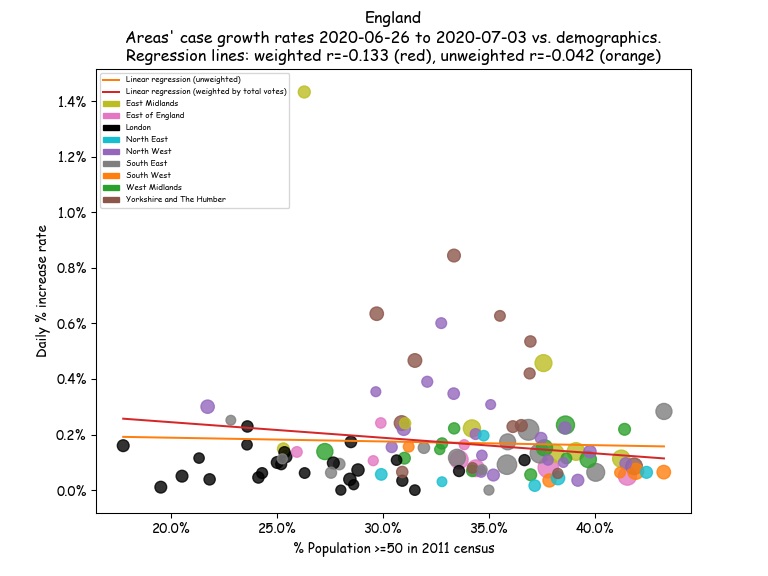 England
Areas' case growth rates 2020-06-26 to 2020-07-03 vs. demographics.
Regression lines: weighted r=-0.133 (red), unweighted r=-0.042 (orange)
Linear regression (unweighted)
Linear regression (weighted by total votes)
East Midlands
East of England
London
North East
North West
South East
South West
West Midlands
Yorkshire and The Humber
1.4%
1.2%
1.0%
0.8%
0.6%
0.4%
0.2%
0.0%
Daily % increase rate
20.0%
25.0%
30.0%
35.0%
40.0%
% Population >=50 in 2011 census